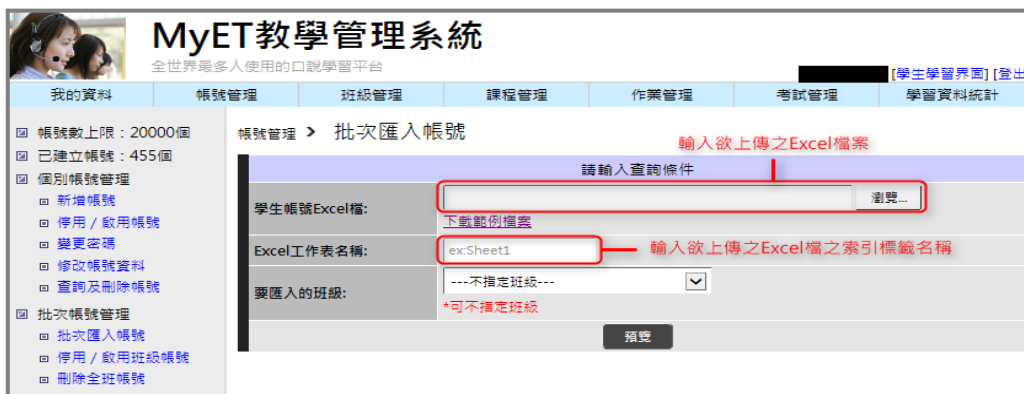 MyET教學管理系統
全世界最多人使用的口說學習平台
[學生學習界面] [登出
我的資料 帳號管理 班級管理 課程管理 作業管理 考試管理 學習資料統計
帳號數上限：20000個
已建立帳號：455個
個別帳號管理
新增帳號
停用 / 啟用帳號
變更密碼
修改帳號資料
查詢及刪除帳號
批次帳號管理
批次匯入帳號
停用 / 啟用班級帳號
刪除全班帳號
帳號管理 > 批次匯入帳號
輸入欲上傳之Excel檔案
請輸入查詢條件
學生帳號Excel檔: 瀏覽...
下載範例檔案
Excel工作表名稱: ex:Sheet1 輸入欲上傳之Excel檔之索引標籤名稱
要匯入的班級: ---不指定班級---
*可不指定班級
預覽